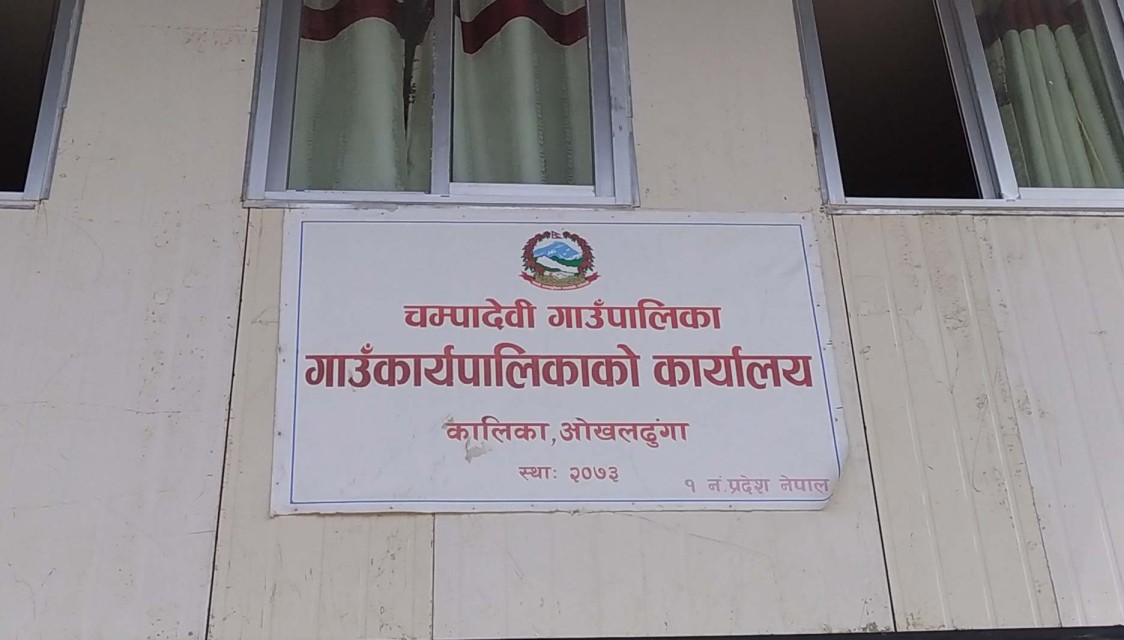 चम्पादेवी गाउँपालिका
गाउँकार्यपालिकाको कार्यालय
कालिका,ओखलढुंगा
स्थाः २०७३
१ नं.प्रदेश नेपाल